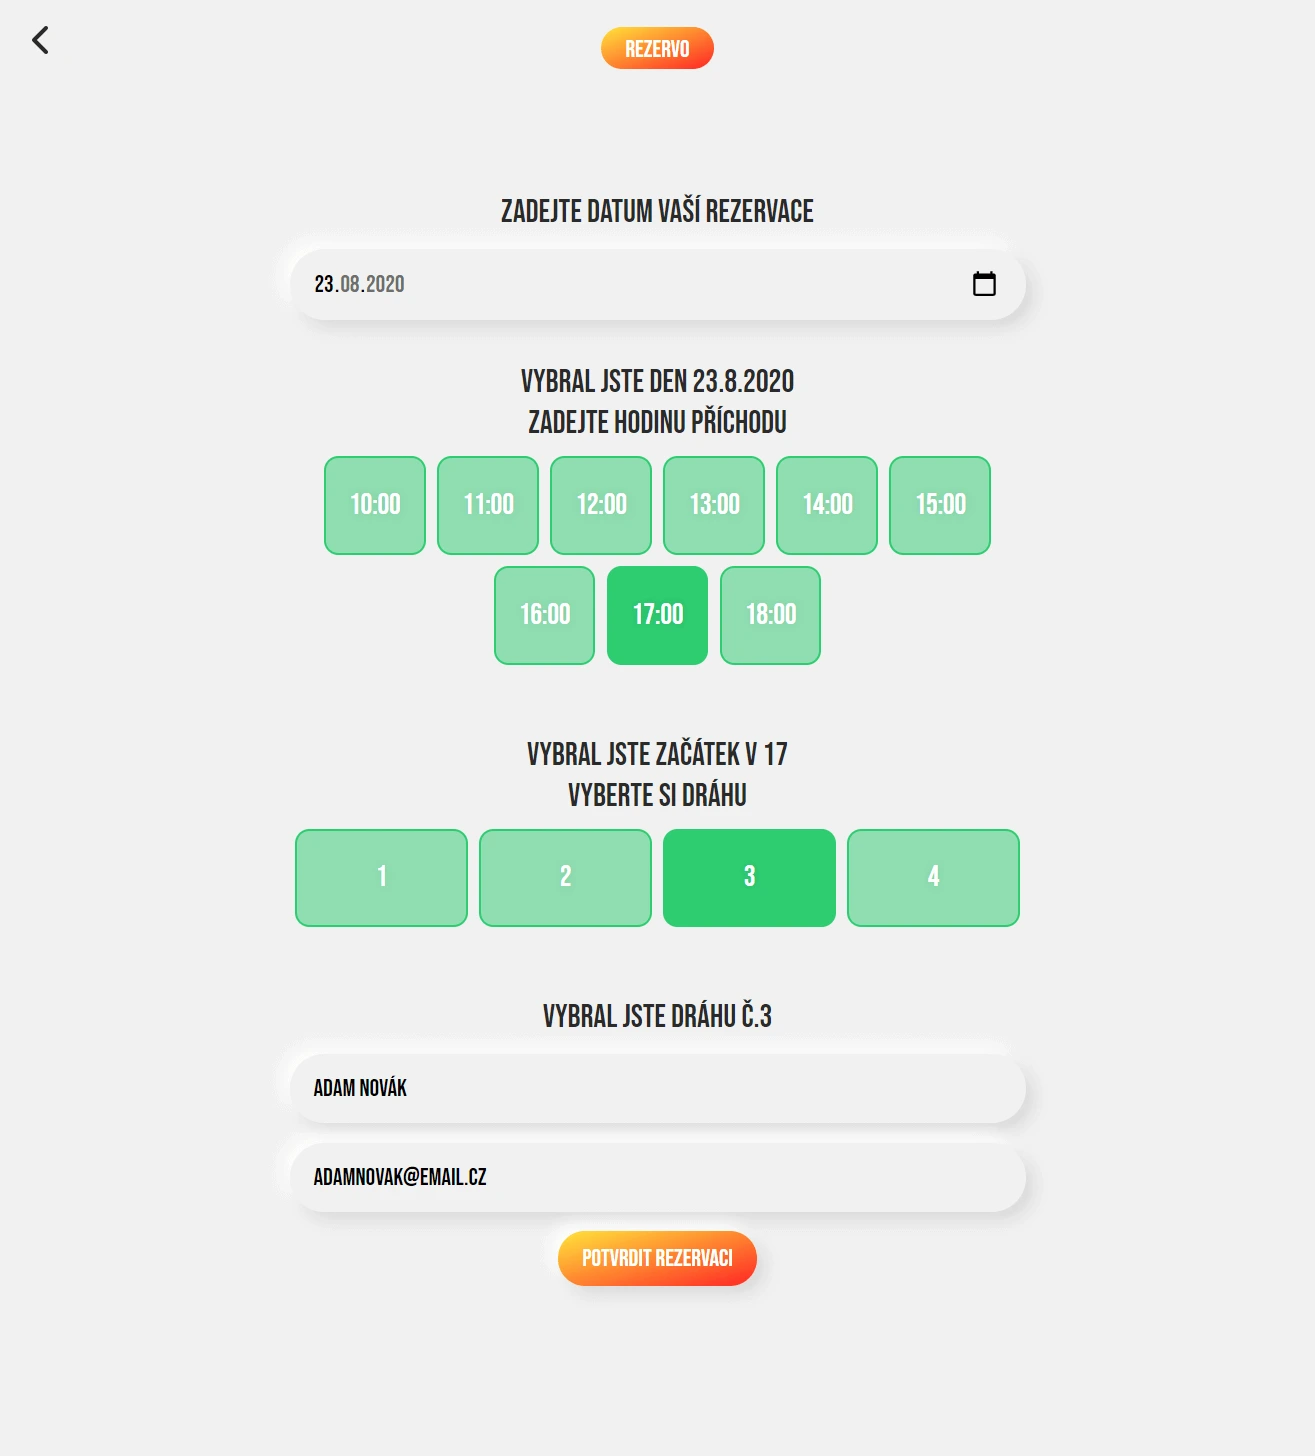 REZERVO
ZADEJTE DATUM VAŠÍ REZERVACE
23.08.2020
VYBRAL JSTE DEN 23.8.2020
ZADEJTE HODINU PŘÍCHODU
10:00 11:00 12:00 13:00 14:00 15:00
16:00 17:00 18:00
VYBRAL JSTE ZAČÁTEK V 17
VYBERTE SI DRÁHU
1 2 3 4
VYBRAL JSTE DRÁHU Č.3
ADAM NOVÁK
ADAMNOVAK@EMAIL.CZ
POTVRDIT REZERVACI